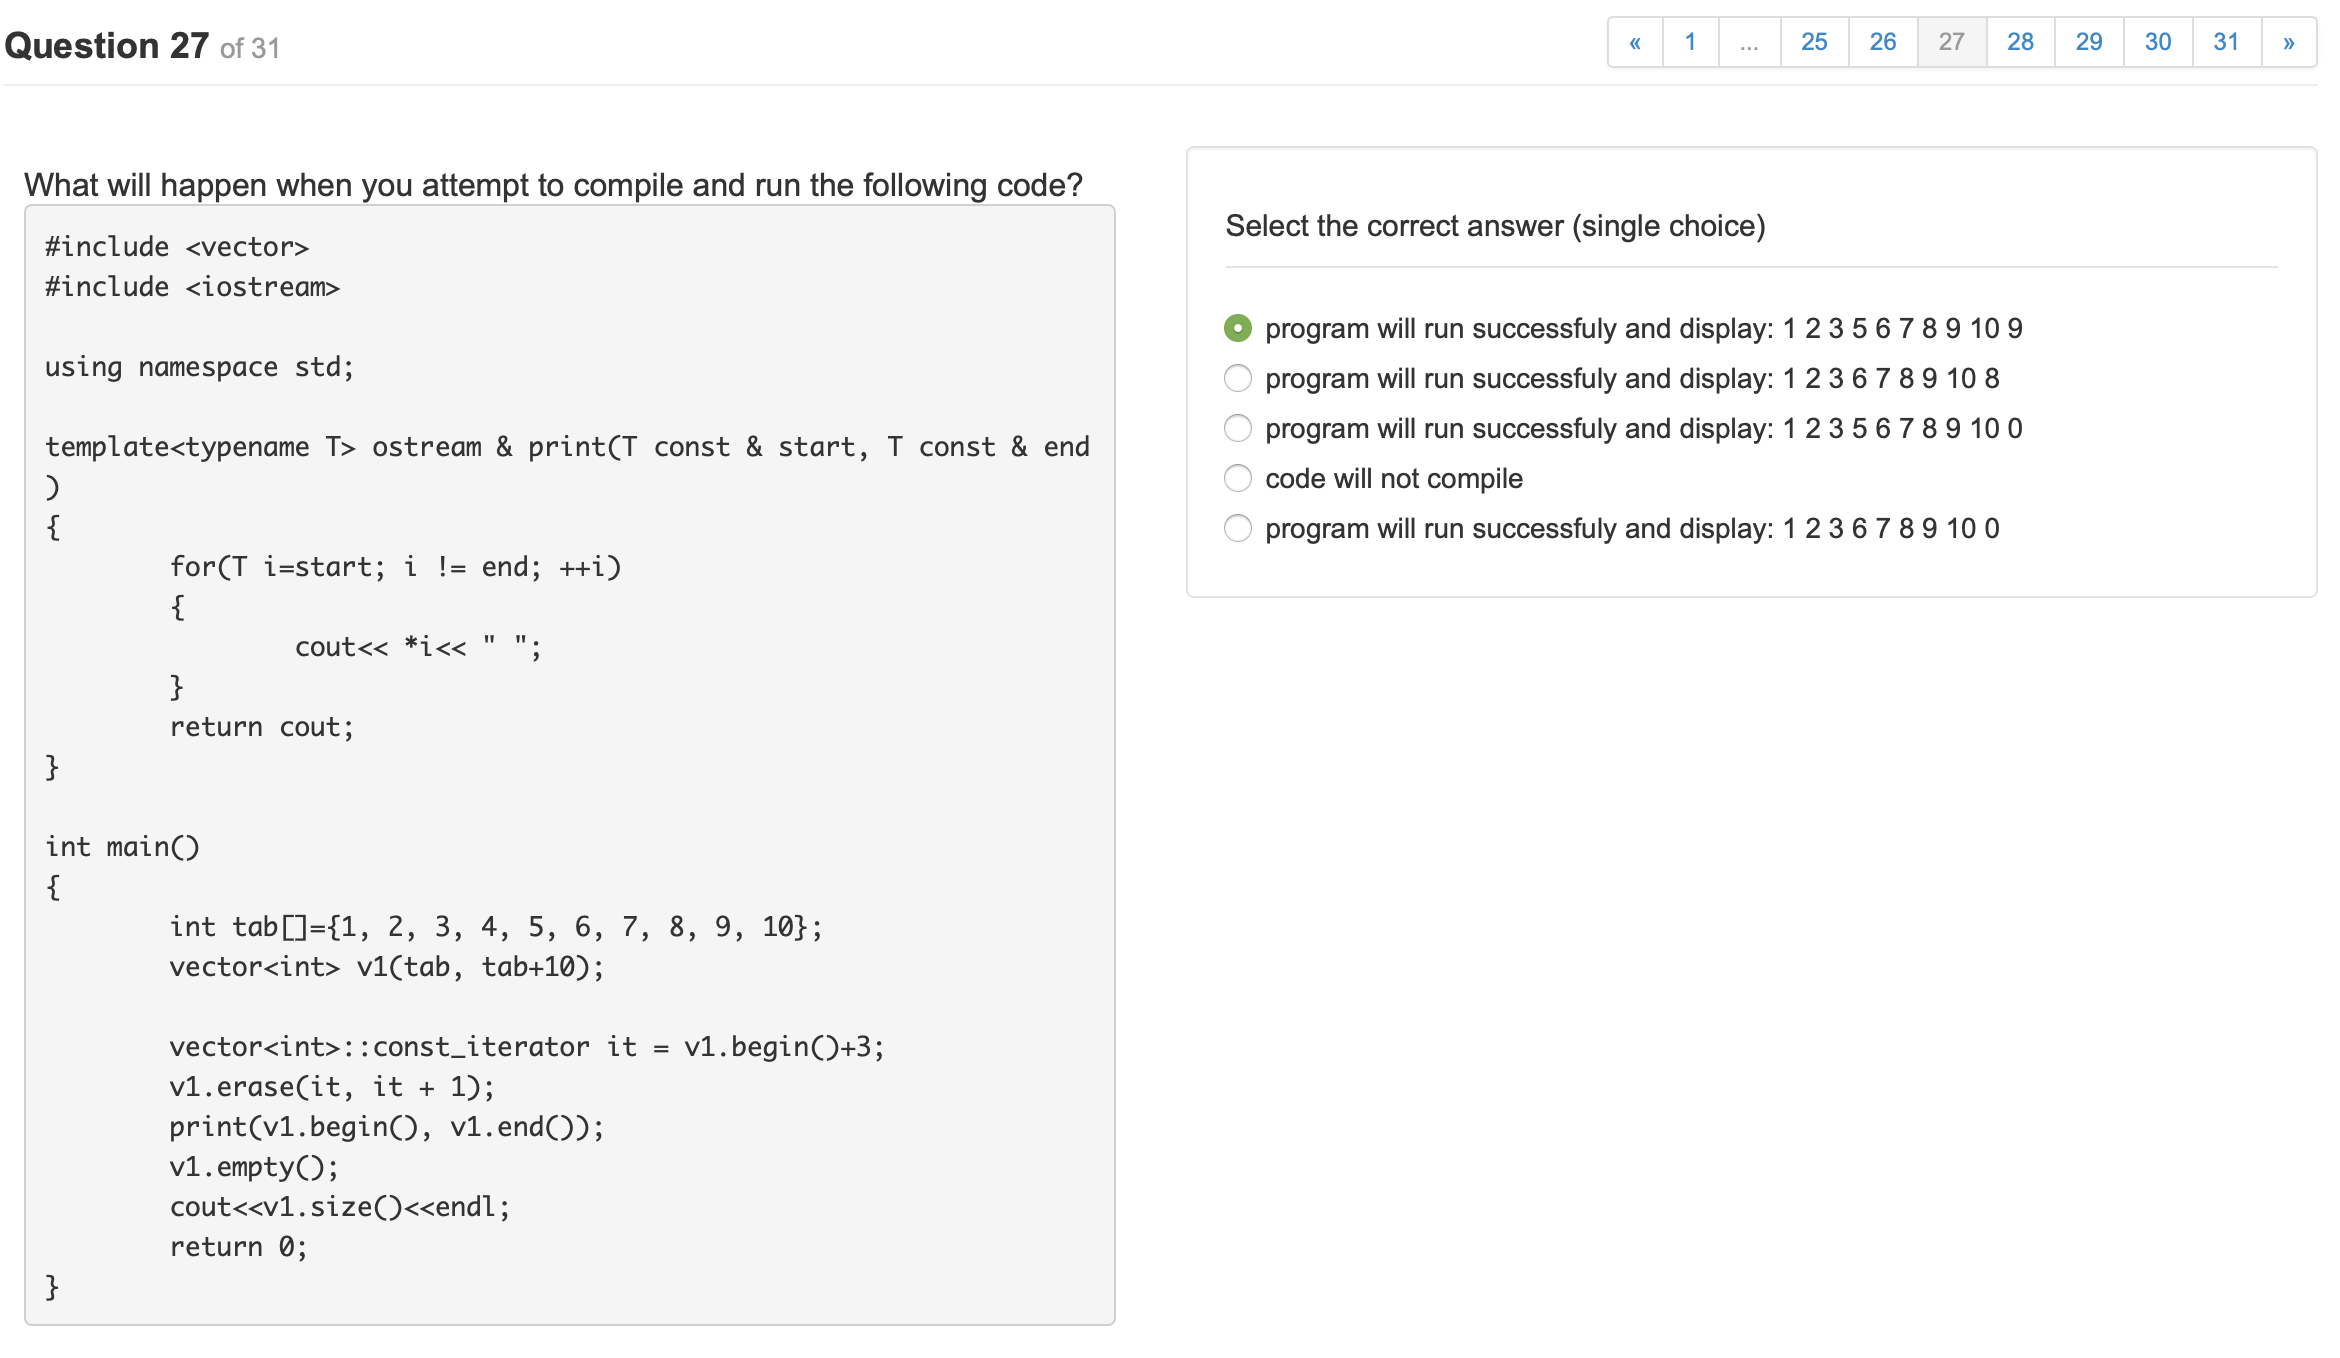 Question 27 of 31
« 1 ... 25 26 27 28 29 30 31 »
What will happen when you attempt to compile and run the following code?
#include <vector>
#include <iostream>

using namespace std;

template<typename T> ostream & print(T const & start, T const & end
)
{
        for(T i=start; i != end; ++i)
        {
                cout<< *i<< " ";
        }
        return cout;
}

int main()
{
        int tab[]={1, 2, 3, 4, 5, 6, 7, 8, 9, 10};
        vector<int> v1(tab, tab+10);

        vector<int>::const_iterator it = v1.begin()+3;
        v1.erase(it, it + 1);
        print(v1.begin(), v1.end());
        v1.empty();
        cout<<v1.size()<<endl;
        return 0;
}
Select the correct answer (single choice)
program will run successfuly and display: 1 2 3 5 6 7 8 9 10 9
program will run successfuly and display: 1 2 3 6 7 8 9 10 8
program will run successfuly and display: 1 2 3 5 6 7 8 9 10 0
code will not compile
program will run successfuly and display: 1 2 3 6 7 8 9 10 0